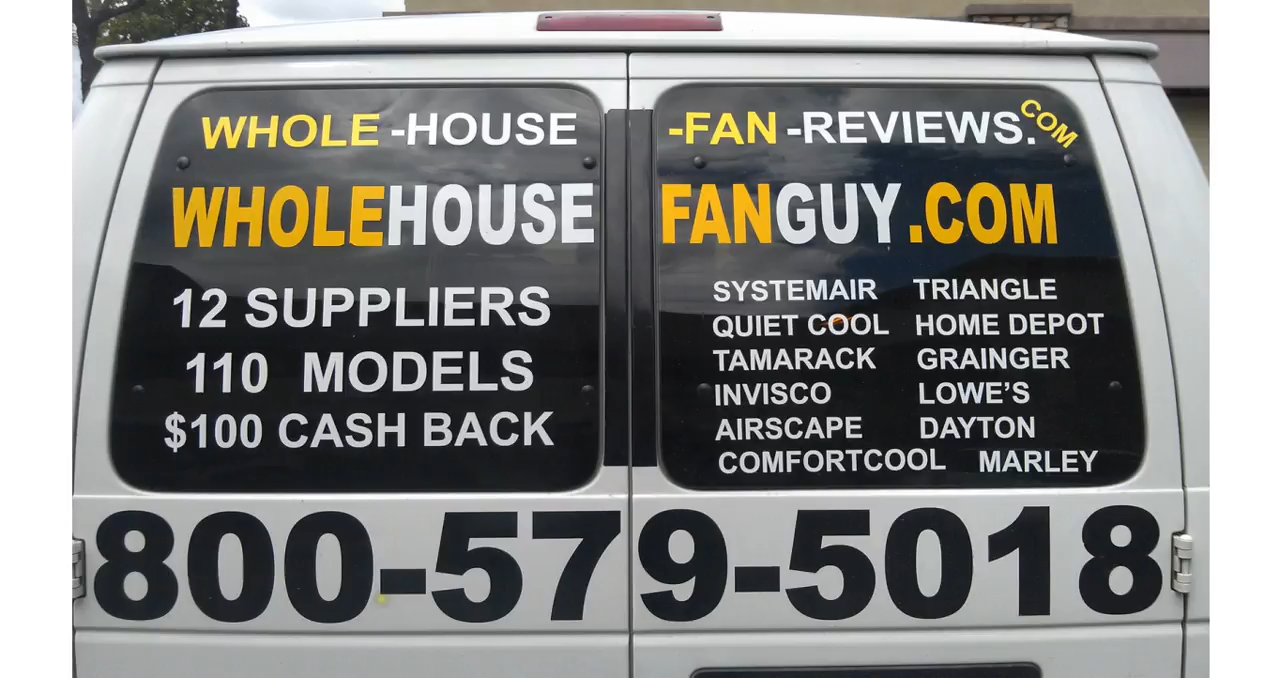 WHOLE -HOUSE -FAN -REVIEWS.COM
WHOLEHOUSE FANGUY.COM
12 SUPPLIERS
110 MODELS
$100 CASH BACK
SYSTEMAIR TRIANGLE
QUIET COOL HOME DEPOT
TAMARACK GRAINGER
INVISCO LOWE'S
AIRSCAPE DAYTON
COMFORTCOOL MARLEY
800-579-5018